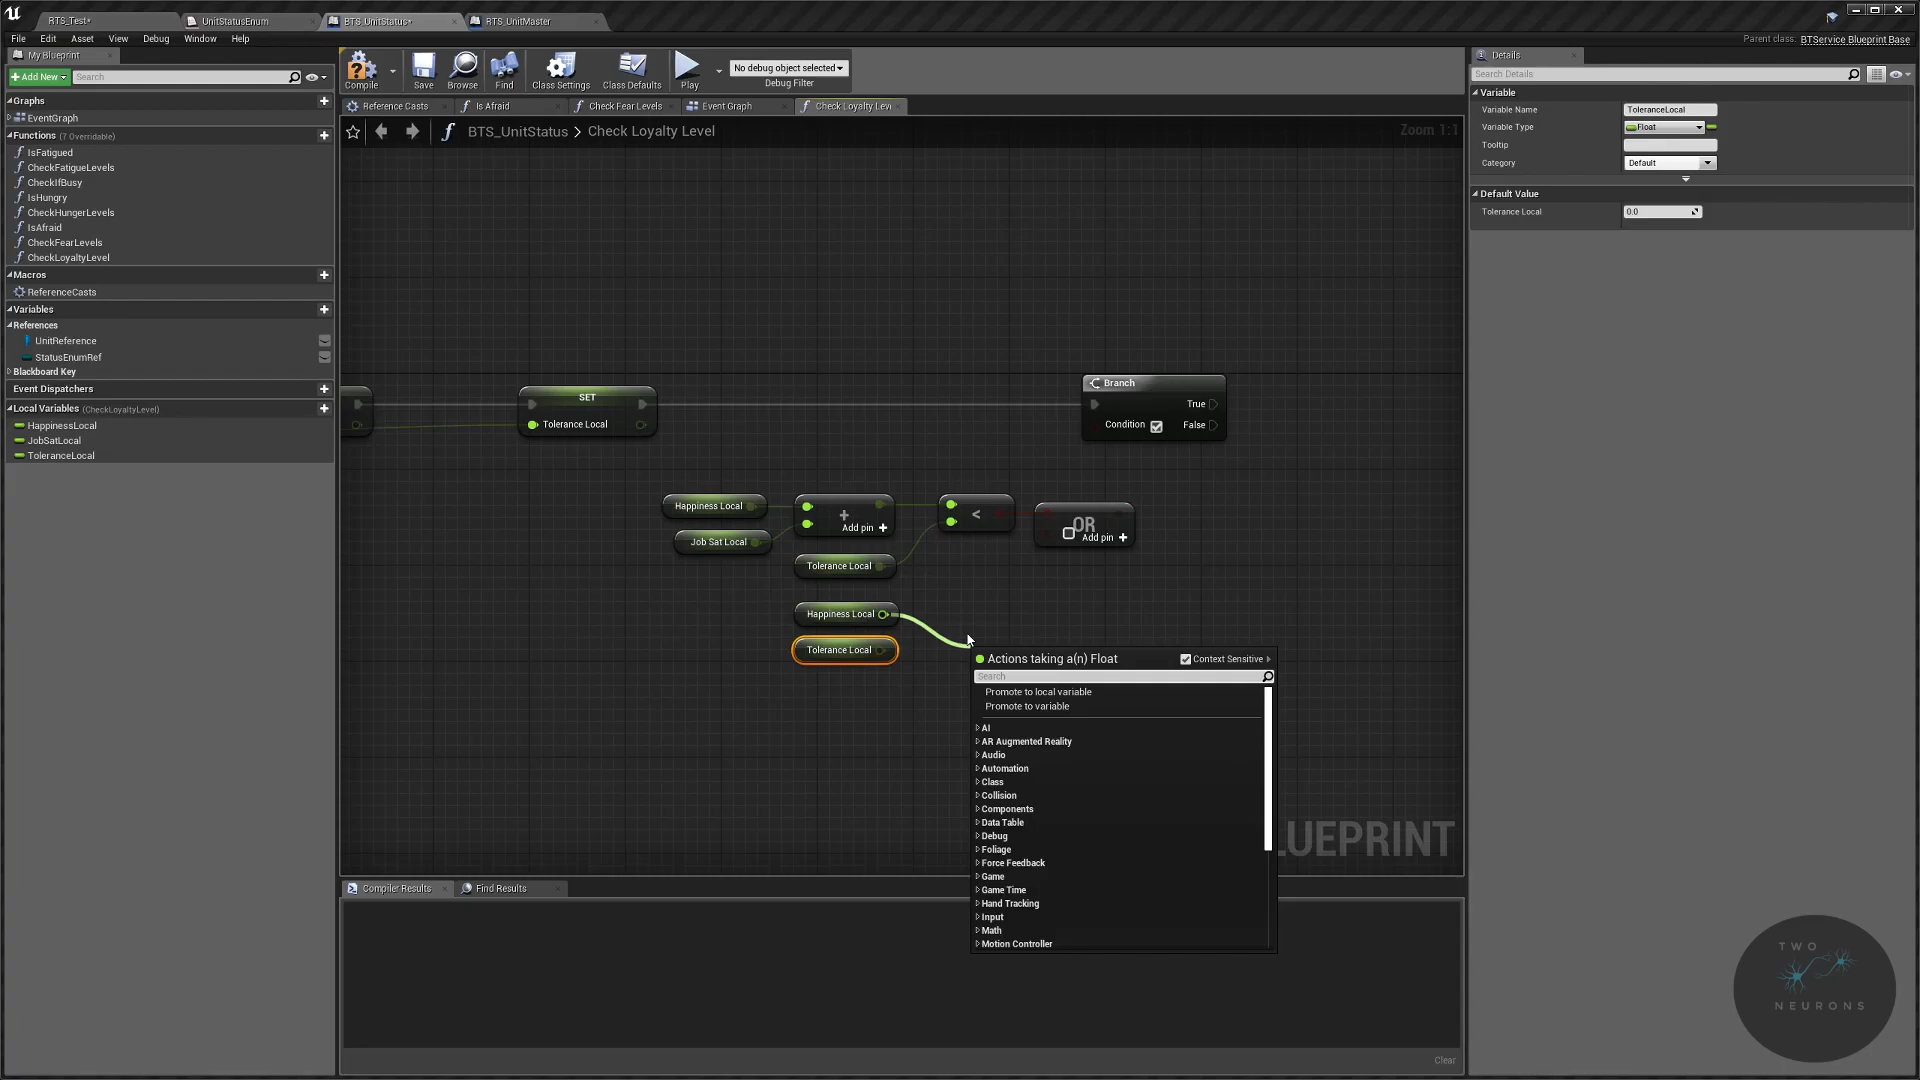 RTS_Test*
UnitStatusEnum
BTS_UnitStatus*
RTS_UnitMaster
File Edit Asset View Debug Window Help
Parent class: BTService Blueprint Base
My Blueprint
Add New
Search
Graphs
EventGraph
Functions (7 Overridable)
IsFatigued
CheckFatigueLevels
CheckIfBusy
IsHungry
CheckHungerLevels
IsAfraid
CheckFearLevels
CheckLoyaltyLevel
Macros
ReferenceCasts
Variables
References
UnitReference
StatusEnumRef
Blackboard Key
Event Dispatchers
Local Variables (CheckLoyaltyLevel)
HappinessLocal
JobSatLocal
ToleranceLocal
Compile
Save
Browse
Find
Class Settings
Class Defaults
Play
No debug object selected
Debug Filter
Reference Casts
Is Afraid
Check Fear Levels
Event Graph
Check Loyalty Leve
BTS_UnitStatus > Check Loyalty Level
Zoom 1:1
SET
Tolerance Local
Branch
True
Condition
False
Happiness Local
Job Sat Local
+
Add pin +
<
OR
Add pin +
Tolerance Local
Happiness Local
Tolerance Local
Actions taking a(n) Float
Context Sensitive
Search
Promote to local variable
Promote to variable
AI
AR Augmented Reality
Audio
Automation
Class
Collision
Components
Data Table
Debug
Foliage
Force Feedback
Game
Game Time
Hand Tracking
Input
Math
Motion Controller
LUEPRINT
Compiler Results
Find Results
Clear
Details
Search Details
Variable
Variable Name
ToleranceLocal
Variable Type
Float
Tooltip
Category
Default
Default Value
Tolerance Local
0.0
TWO
NEURONS